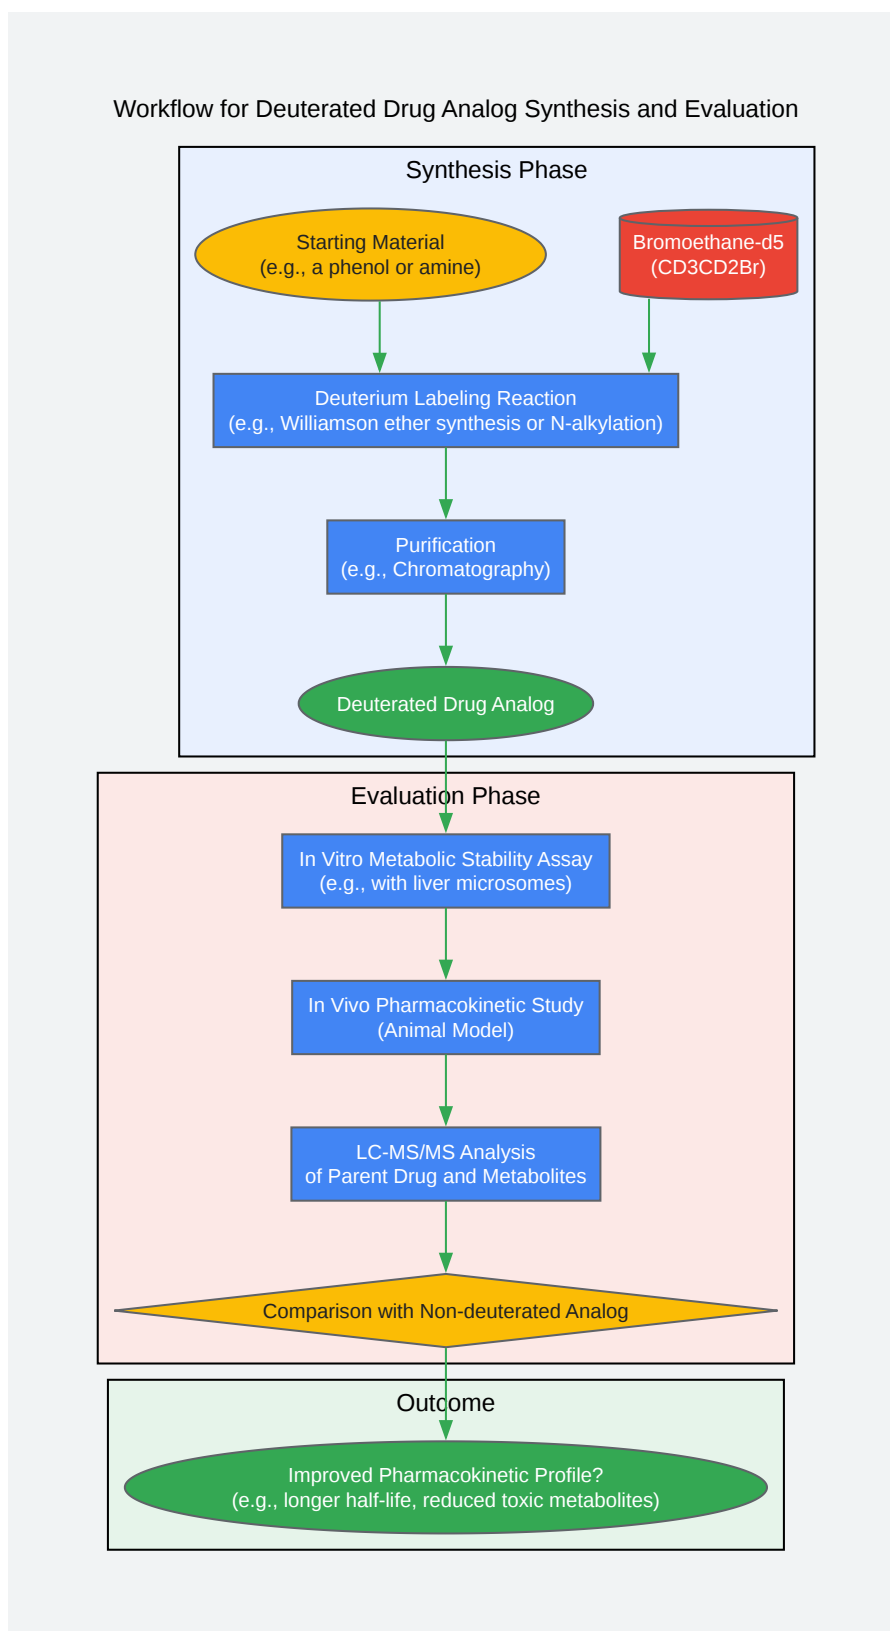 Workflow for Deuterated Drug Analog Synthesis and Evaluation
Synthesis Phase
Starting Material
(e.g., a phenol or amine)
Bromoethane-d5
(CD3CD2Br)
Deuterium Labeling Reaction
(e.g., Williamson ether synthesis or N-alkylation)
Purification
(e.g., Chromatography)
Deuterated Drug Analog
Evaluation Phase
In Vitro Metabolic Stability Assay
(e.g., with liver microsomes)
In Vivo Pharmacokinetic Study
(Animal Model)
LC-MS/MS Analysis
of Parent Drug and Metabolites
Comparison with Non-deuterated Analog
Outcome
Improved Pharmacokinetic Profile?
(e.g., longer half-life, reduced toxic metabolites)